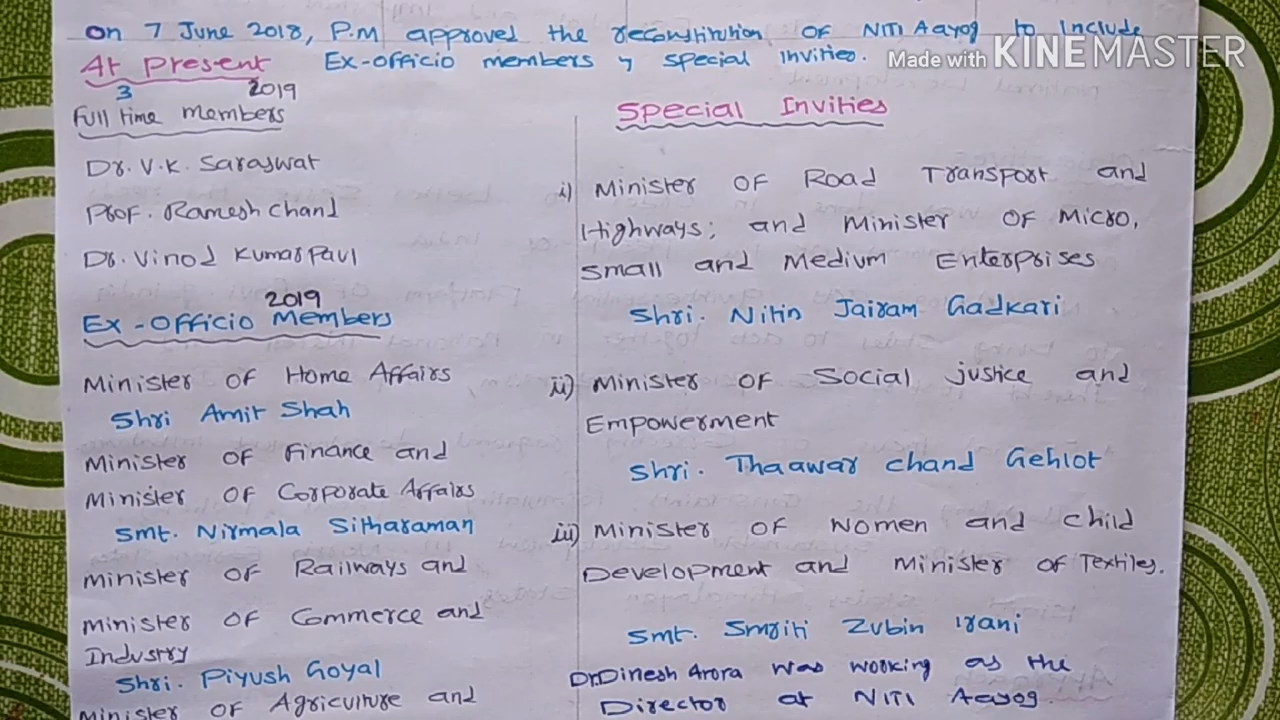 On 7 June 2018, P.M approved the reconstitution of NITI Aayog to Include
Ex-officio members & special Invities.
Made with KINEMASTER
At present
3 2019
Full time members
Dr. V.K. Saraswat
Prof. Ramesh Chand
Dr. Vinod Kumar Paul
2019
Ex-Officio Members
Minister of Home Affairs
Shri Amit Shah
Minister of Finance and
Minister of Corporate Affairs
Smt. Nirmala Sitharaman
Minister of Railways and
Minister of Commerce and
Industry
Shri. Piyush Goyal
Minister of Agriculture and
Special Invities
i) Minister of Road Transport and
Highways; and Minister of Micro,
Small and Medium Enterprises
Shri. Nitin Jairam Gadkari
ii) Minister of Social justice and
Empowerment
Shri. Thaawar chand Gehlot
iii) Minister of Women and child
Development and Minister of Textiles.
Smt. Smriti Zubin Irani
Dr.Dinesh Arora was working as the
Director at NITI Aayog.